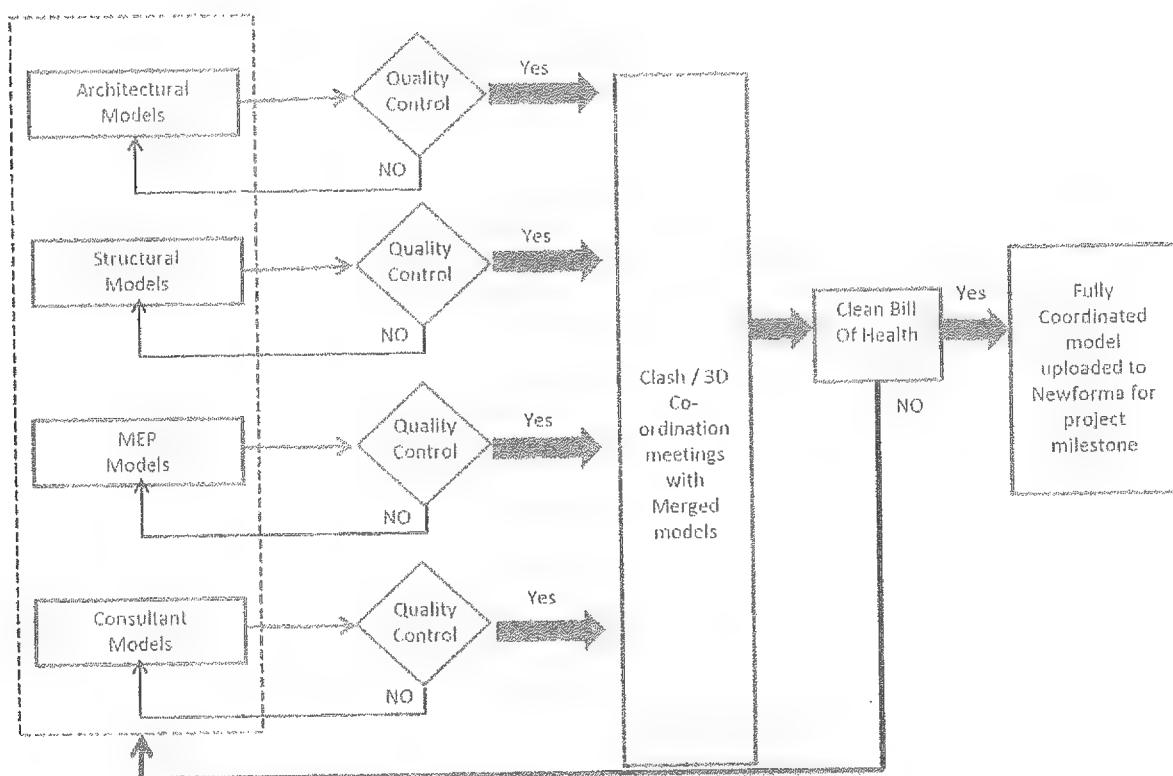 Architectural
Models
Quality
Control
Yes
NO
Structural
Models
Quality
Control
Yes
NO
MEP
Models
Quality
Control
Yes
NO
Consultant
Models
Quality
Control
Yes
NO
Clash / 3D
Co-
ordination
meetings
with
Merged
models
Clean Bill
Of Health
Yes
NO
Fully
Coordinated
model
uploaded to
Newforma for
project
milestone